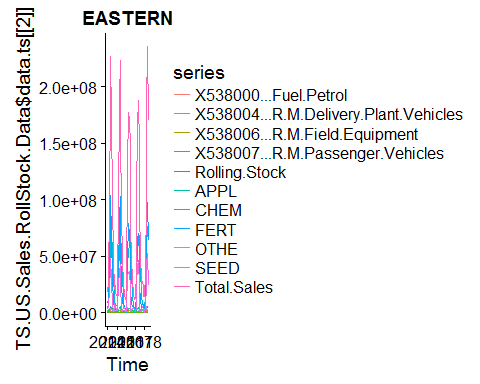 EASTERN
TS.US.Sales.RollStock.Data$data.ts[[2]]
2.0e+08
1.5e+08
1.0e+08
5.0e+07
0.0e+00
Time
series
X538000...Fuel.Petrol
X538004...R.M.Delivery.Plant.Vehicles
X538006...R.M.Field.Equipment
X538007...R.M.Passenger.Vehicles
Rolling.Stock
APPL
CHEM
FERT
OTHE
SEED
Total.Sales